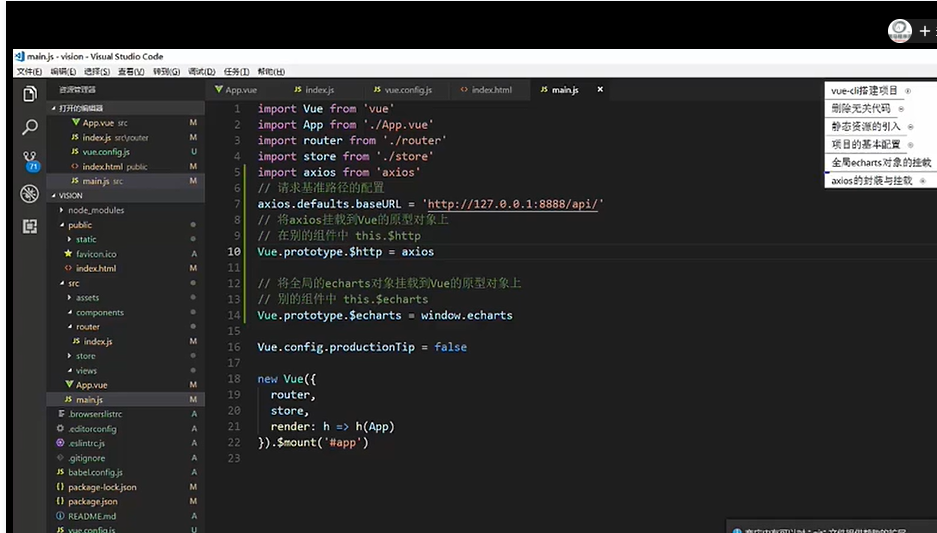 main.js - vision - Visual Studio Code
文件(F) 编辑(E) 选择(S) 查看(V) 转到(G) 调试(D) 任务(T) 帮助(H)
资源管理器
App.vue index.js vue.config.js index.html main.js ×
打开的编辑器
App.vue src M
index.js src\router M
vue.config.js U
index.html public M
main.js src M
71
VISION
node_modules
public
static
favicon.ico A
index.html M
src
assets
components
router
index.js M
store
views
App.vue M
main.js M
.browserslistrc A
.editorconfig A
.eslintrc.js A
.gitignore A
babel.config.js A
package-lock.json M
package.json M
README.md A
vue.config.js U
1 import Vue from 'vue'
2 import App from './App.vue'
3 import router from './router'
4 import store from './store'
5 import axios from 'axios'
6 // 请求基准路径的配置
7 axios.defaults.baseURL = 'http://127.0.0.1:8888/api/'
8 // 将axios挂载到Vue的原型对象上
9 // 在别的组件中 this.$http
10 Vue.prototype.$http = axios
11
12 // 将全局的echarts对象挂载到Vue的原型对象上
13 // 别的组件中 this.$echarts
14 Vue.prototype.$echarts = window.echarts
15
16 Vue.config.productionTip = false
17
18 new Vue({
19 router,
20 store,
21 render: h => h(App)
22 }).$mount('#app')
23
vue-cli搭建项目
删除无关代码
静态资源的引入
项目的基本配置
全局echarts对象的挂载
axios的封装与挂载